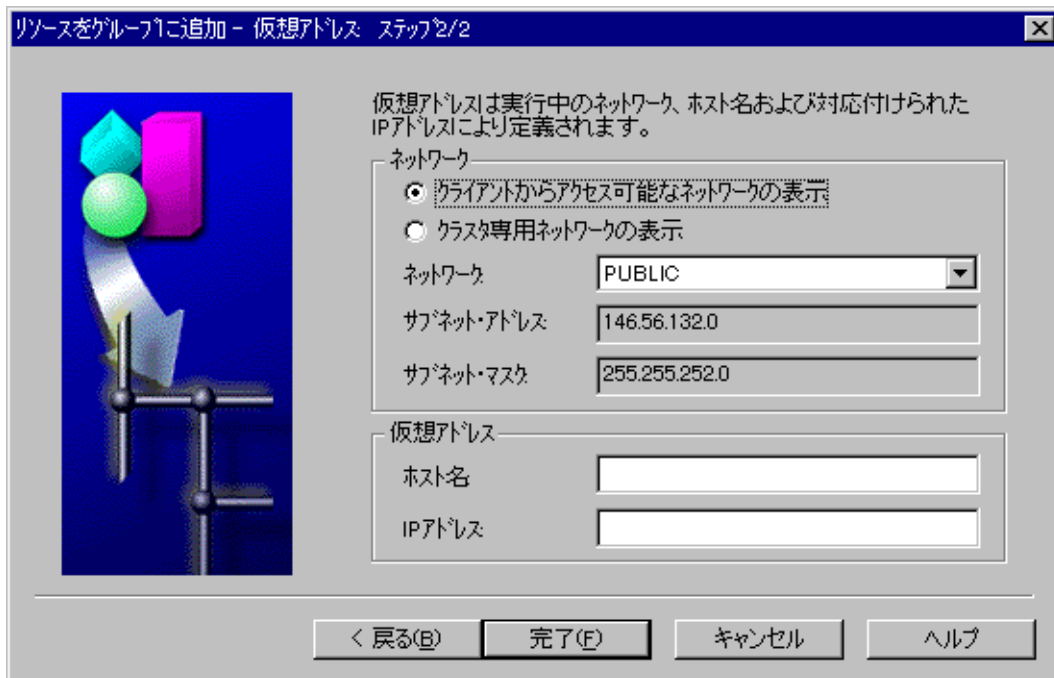 リソースをグループに追加 - 仮想アドレス: ステップ2/2
仮想アドレスは実行中のネットワーク、ホスト名および対応付けられた
IPアドレスにより定義されます。
ネットワーク
クライアントからアクセス可能なネットワークの表示
クラスタ専用ネットワークの表示
ネットワーク:
PUBLIC
サブネット・アドレス:
146.56.132.0
サブネット・マスク:
255.255.252.0
仮想アドレス
ホスト名:
IPアドレス:
< 戻る(B)
完了(F)
キャンセル
ヘルプ